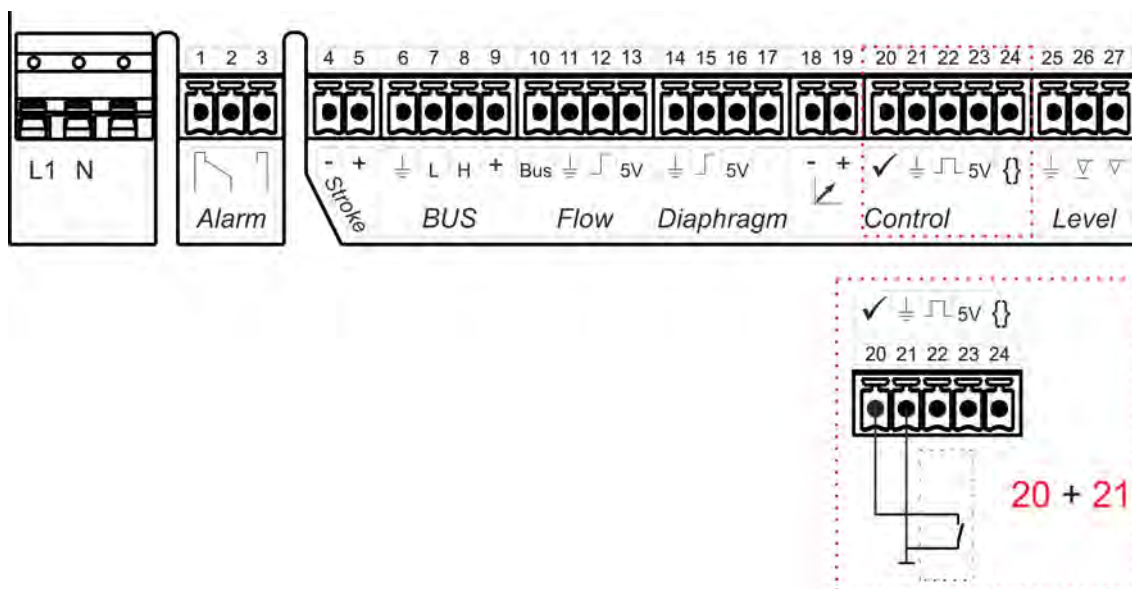 1 2 3 4 5 6 7 8 9 10 11 12 13 14 15 16 17 18 19 20 21 22 23 24 25 26 27
L1 N - + L H + Bus 5V 5V - + ✓ 5V {}
Alarm Stroke BUS Flow Diaphragm Control Level
✓ 5V {}
20 21 22 23 24
20 + 21